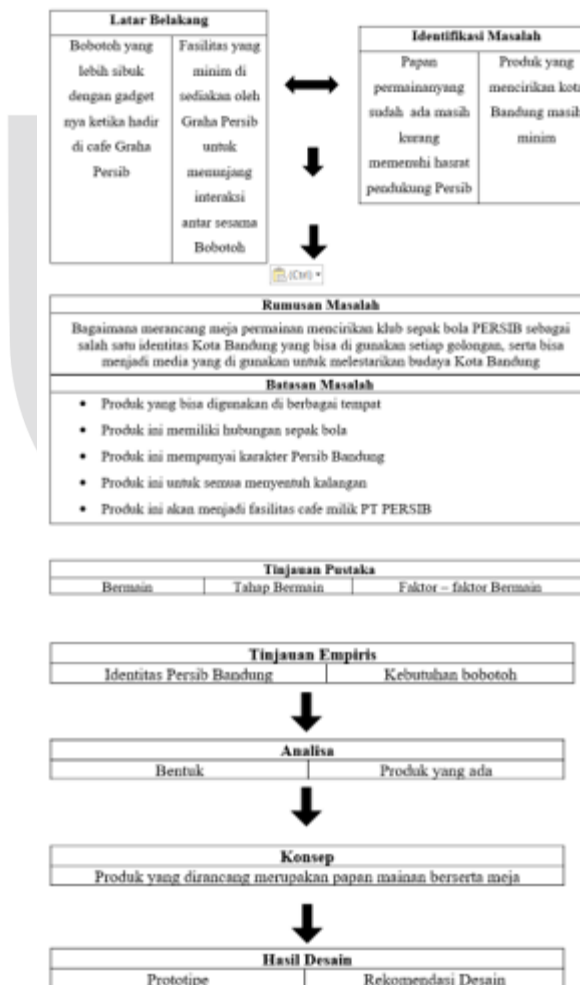 Latar Belakang
Bobotoh yang
lebih sibuk
dengan gadget
nya ketika hadir
di cafe Graha
Persib
Fasilitas yang
minim di
sediakan oleh
Graha Persib
untuk
menunjang
interaksi
antar sesama
Bobotoh
Identifikasi Masalah
Papan
permainanyang
sudah ada masih
kurang
memenuhi hasrat
pendukung Persib
Produk yang
mencirikan kota
Bandung masih
minim
(Ctrl)
Rumusan Masalah
Bagaimana merancang meja permainan mencirikan klub sepak bola PERSIB sebagai
salah satu identitas Kota Bandung yang bisa di gunakan setiap golongan, serta bisa
menjadi media yang di gunakan untuk melestarikan budaya Kota Bandung
Batasan Masalah
• Produk yang bisa digunakan di berbagai tempat
• Produk ini memiliki hubungan sepak bola
• Produk ini mempunyai karakter Persib Bandung
• Produk ini untuk semua menyentuh kalangan
• Produk ini akan menjadi fasilitas cafe milik PT PERSIB
Tinjauan Pustaka
Bermain Tahap Bermain Faktor – faktor Bermain
Tinjauan Empiris
Identitas Persib Bandung Kebutuhan bobotoh
Analisa
Bentuk Produk yang ada
Konsep
Produk yang dirancang merupakan papan mainan berserta meja
Hasil Desain
Prototipe Rekomendasi Desain